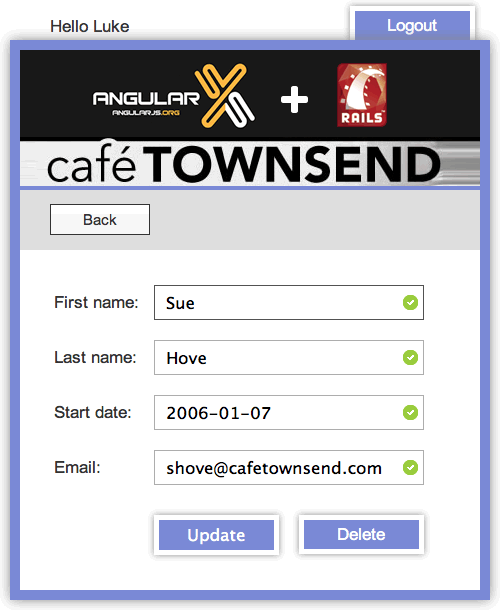 Hello Luke
Logout
ANGULAR
ANGULARJS.ORG
+
RAILS
café TOWNSEND
Back
First name: Sue
Last name: Hove
Start date: 2006-01-07
Email: shove@cafetownsend.com
Update Delete